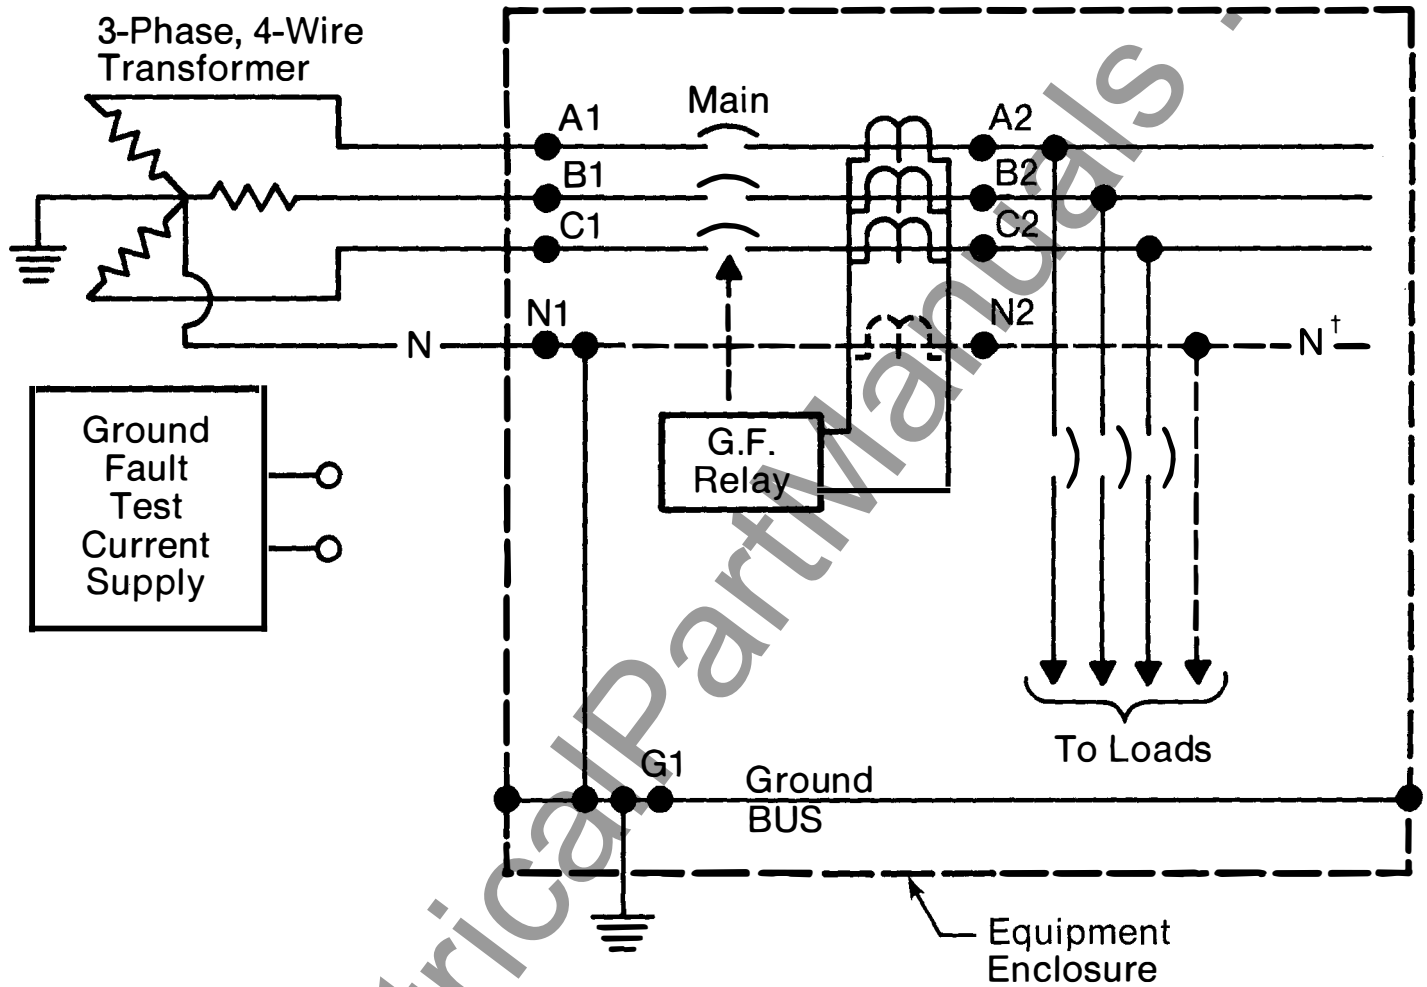 3-Phase, 4-Wire
Transformer
Main
A1
A2
B1
B2
C1
C2
N1
N2
N
N†
Ground
Fault
Test
Current
Supply
G.F.
Relay
To Loads
G1
Ground
BUS
Equipment
Enclosure
tricalPartManuals .